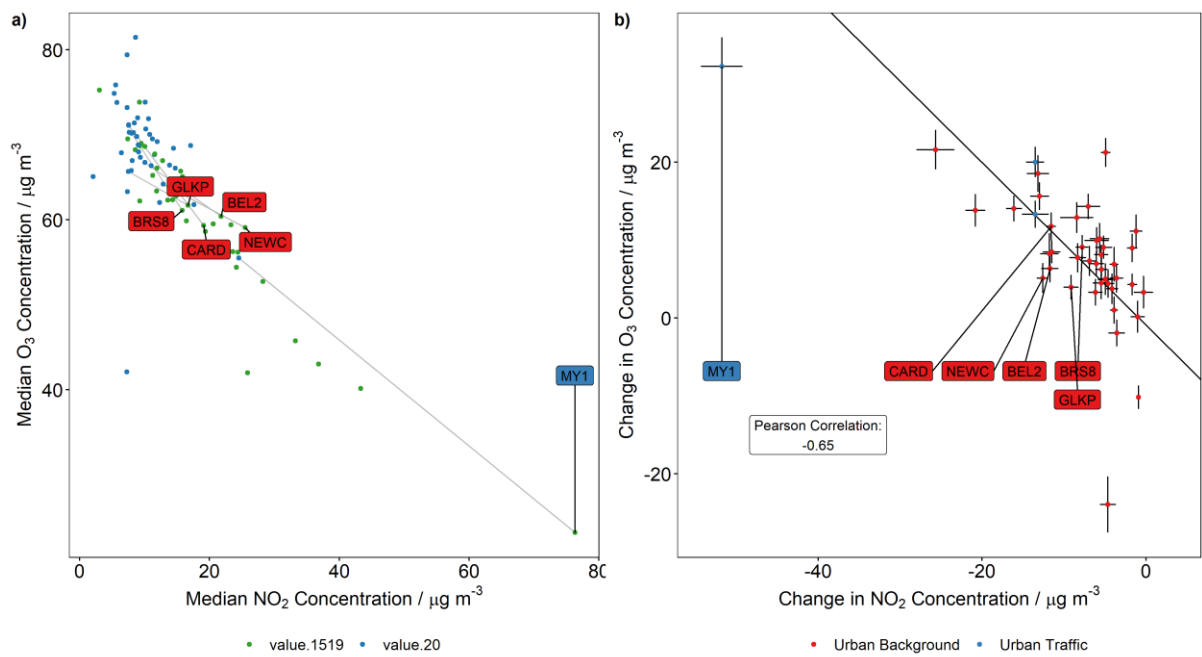 a)
80
60
40
0
20
40
60
80
Median O₃ Concentration / μg m⁻³
Median NO₂ Concentration / μg m⁻³
GLKP
BEL2
BRS8
CARD
NEWC
MY1
value.1519
value.20
b)
20
0
-20
-40
-20
0
Change in O₃ Concentration / μg m⁻³
Change in NO₂ Concentration / μg m⁻³
MY1
CARD
NEWC
BEL2
BRS8
GLKP
Pearson Correlation:
-0.65
Urban Background
Urban Traffic